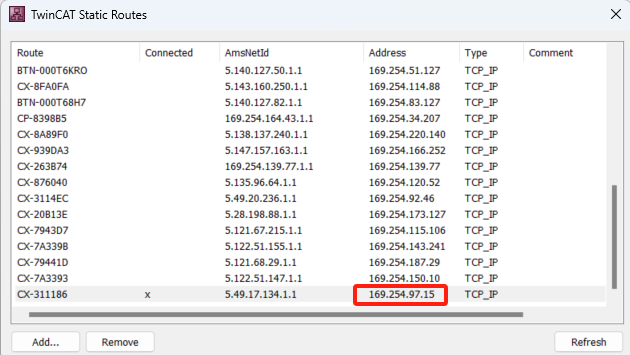 TwinCAT Static Routes
Route Connected AmsNetId Address Type Comment
BTN-000T6KRO 5.140.127.50.1.1 169.254.51.127 TCP_IP
CX-8FA0FA 5.143.160.250.1.1 169.254.114.88 TCP_IP
BTN-000T68H7 5.140.127.82.1.1 169.254.83.127 TCP_IP
CP-8398B5 169.254.164.43.1.1 169.254.34.207 TCP_IP
CX-8A89F0 5.138.137.240.1.1 169.254.220.140 TCP_IP
CX-939DA3 5.147.157.163.1.1 169.254.166.252 TCP_IP
CX-263B74 169.254.139.77.1.1 169.254.139.77 TCP_IP
CX-876040 5.135.96.64.1.1 169.254.120.52 TCP_IP
CX-3114EC 5.49.20.236.1.1 169.254.92.46 TCP_IP
CX-20B13E 5.28.198.88.1.1 169.254.173.127 TCP_IP
CX-7943D7 5.121.67.215.1.1 169.254.115.106 TCP_IP
CX-7A339B 5.122.51.155.1.1 169.254.143.241 TCP_IP
CX-79441D 5.121.68.29.1.1 169.254.187.29 TCP_IP
CX-7A3393 5.122.51.147.1.1 169.254.150.10 TCP_IP
CX-311186 x 5.49.17.134.1.1 169.254.97.15 TCP_IP
Add... Remove Refresh